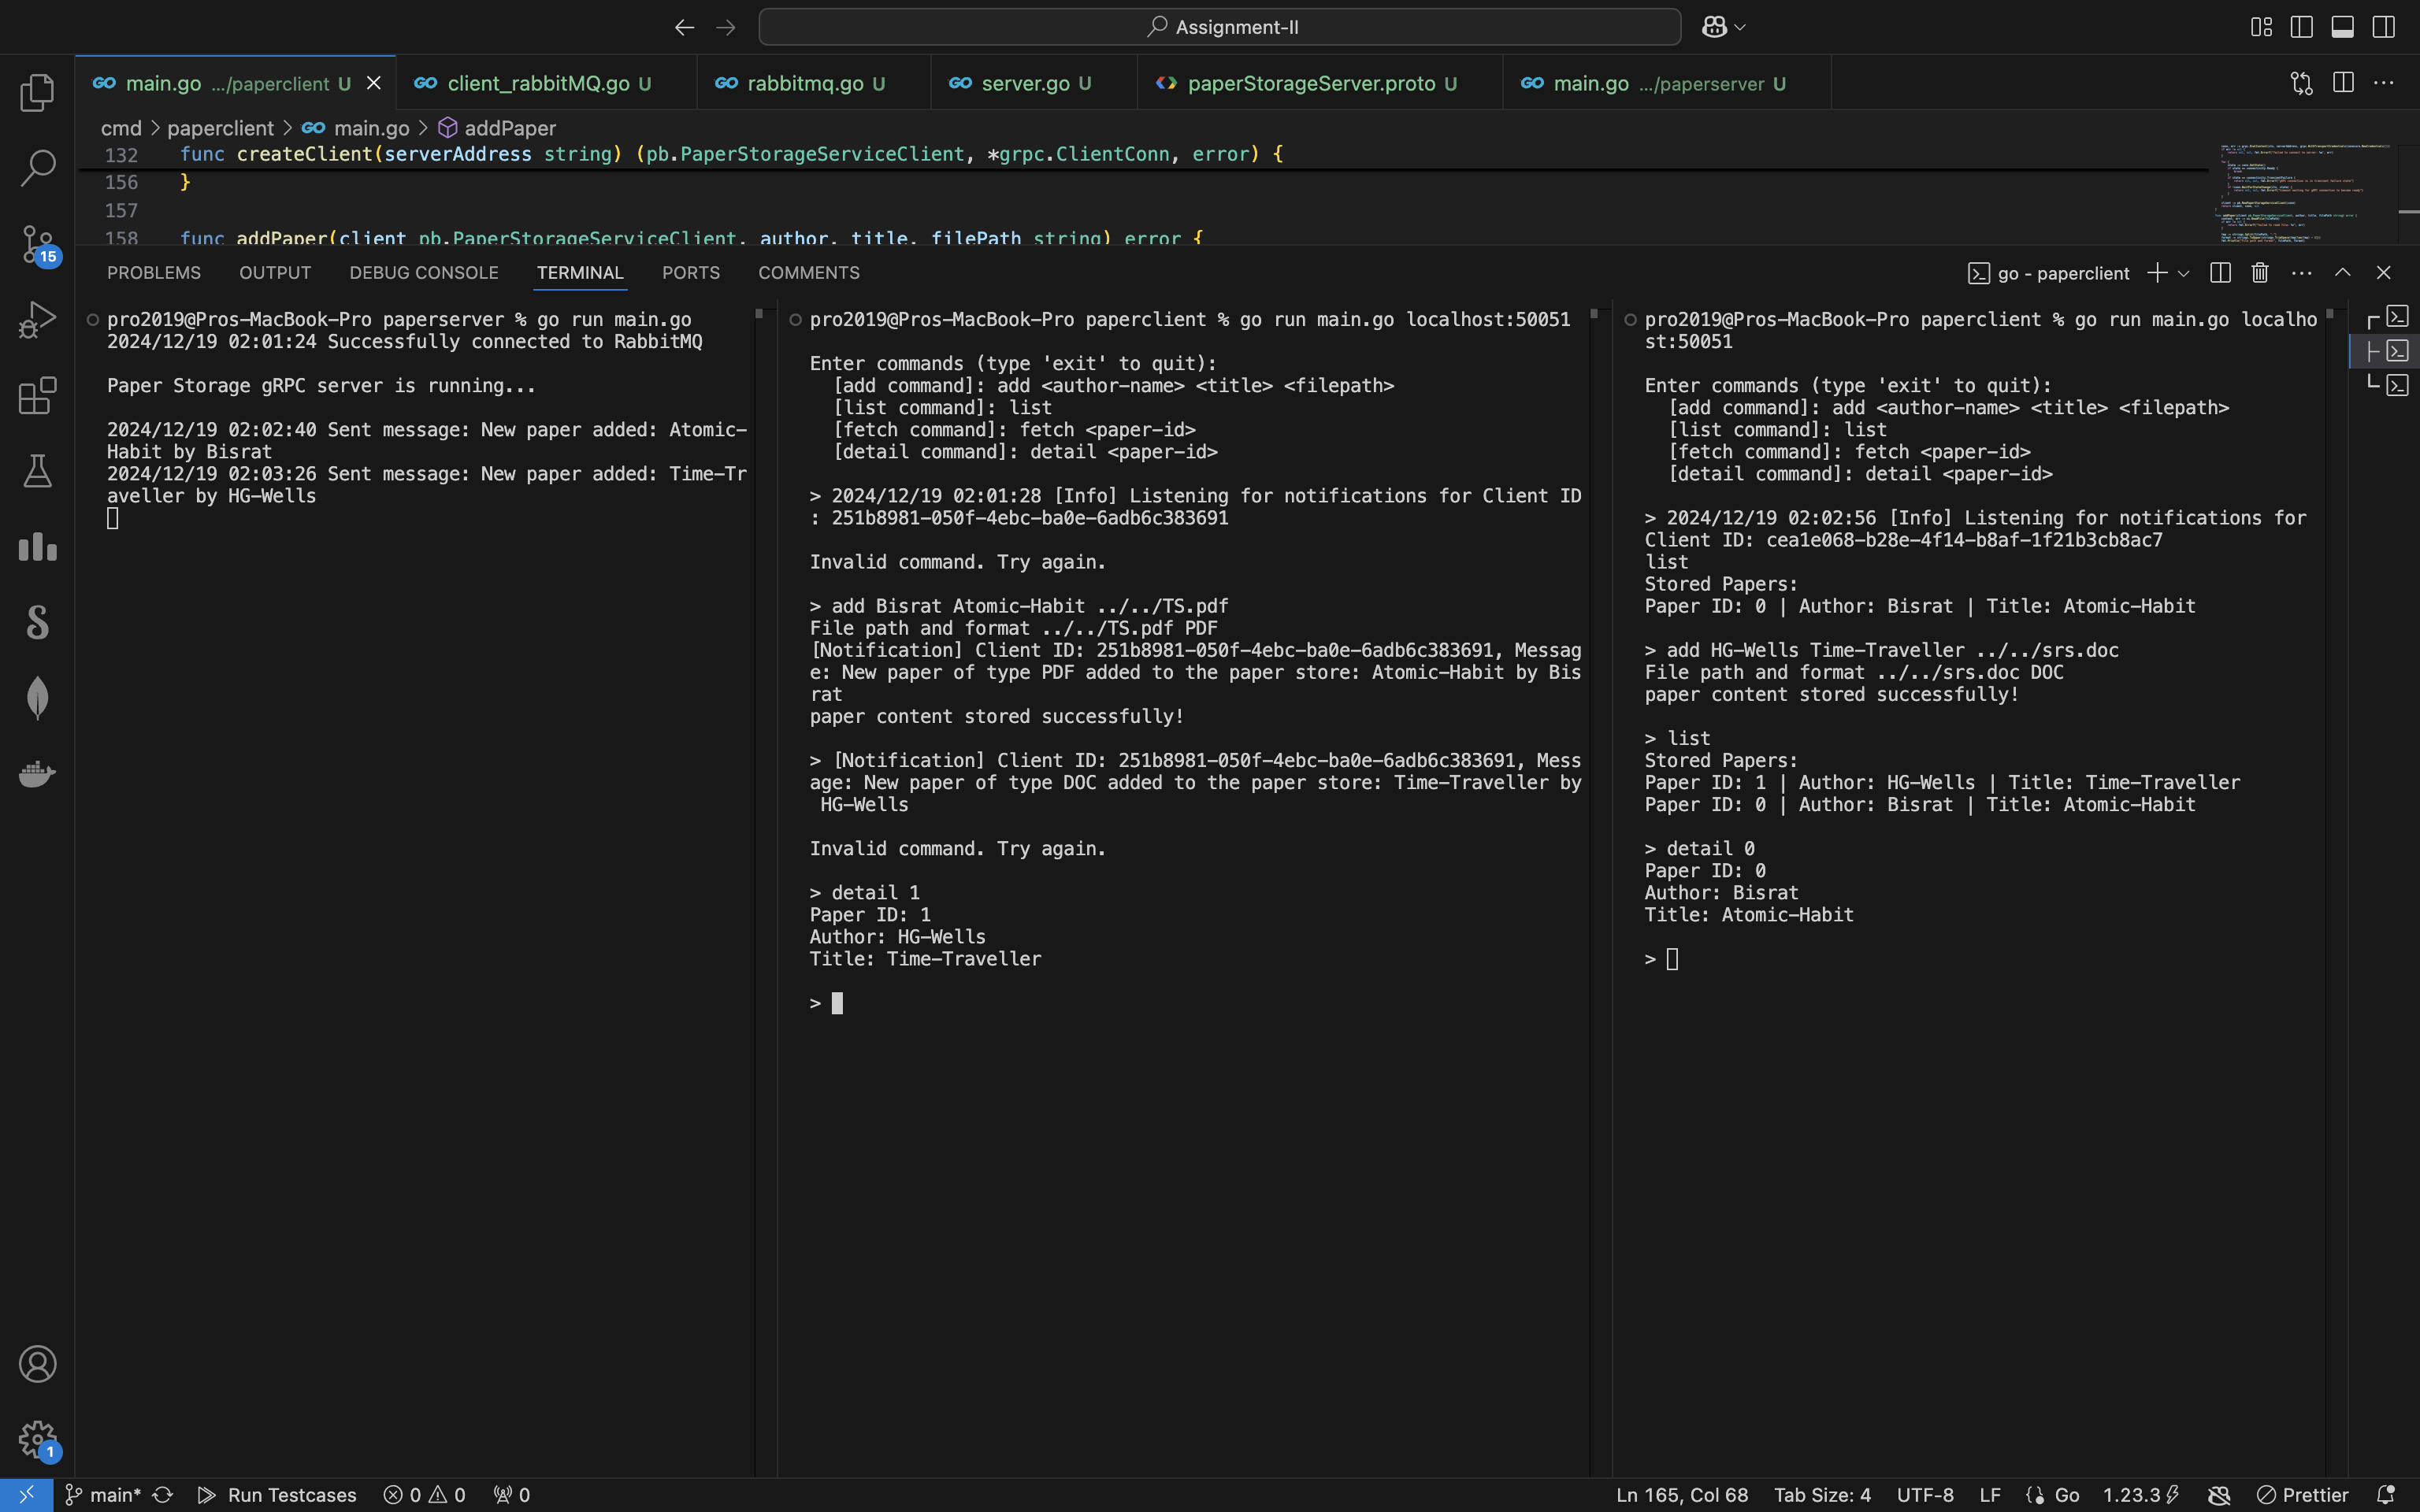 Assignment-II
main.go .../paperclient U
client_rabbitMQ.go U
rabbitmq.go U
server.go U
paperStorageServer.proto U
main.go .../paperserver U
cmd > paperclient > main.go > addPaper
132 func createClient(serverAddress string) (pb.PaperStorageServiceClient, *grpc.ClientConn, error) {
156 }
157
158 func addPaper(client pb.PaperStorageServiceClient, author, title, filePath string) error {
15
PROBLEMS OUTPUT DEBUG CONSOLE TERMINAL PORTS COMMENTS
go - paperclient
pro2019@Pros-MacBook-Pro paperserver % go run main.go
2024/12/19 02:01:24 Successfully connected to RabbitMQ
Paper Storage gRPC server is running...
2024/12/19 02:02:40 Sent message: New paper added: Atomic-
Habit by Bisrat
2024/12/19 02:03:26 Sent message: New paper added: Time-Tr
aveller by HG-Wells
pro2019@Pros-MacBook-Pro paperclient % go run main.go localhost:50051
Enter commands (type 'exit' to quit):
[add command]: add <author-name> <title> <filepath>
[list command]: list
[fetch command]: fetch <paper-id>
[detail command]: detail <paper-id>
> 2024/12/19 02:01:28 [Info] Listening for notifications for Client ID
: 251b8981-050f-4ebc-ba0e-6adb6c383691
Invalid command. Try again.
> add Bisrat Atomic-Habit ../../TS.pdf
File path and format ../../TS.pdf PDF
[Notification] Client ID: 251b8981-050f-4ebc-ba0e-6adb6c383691, Messag
e: New paper of type PDF added to the paper store: Atomic-Habit by Bis
rat
paper content stored successfully!
> [Notification] Client ID: 251b8981-050f-4ebc-ba0e-6adb6c383691, Mess
age: New paper of type DOC added to the paper store: Time-Traveller by
HG-Wells
Invalid command. Try again.
> detail 1
Paper ID: 1
Author: HG-Wells
Title: Time-Traveller
>
pro2019@Pros-MacBook-Pro paperclient % go run main.go localho
st:50051
Enter commands (type 'exit' to quit):
[add command]: add <author-name> <title> <filepath>
[list command]: list
[fetch command]: fetch <paper-id>
[detail command]: detail <paper-id>
> 2024/12/19 02:02:56 [Info] Listening for notifications for
Client ID: cea1e068-b28e-4f14-b8af-1f21b3cb8ac7
list
Stored Papers:
Paper ID: 0 | Author: Bisrat | Title: Atomic-Habit
> add HG-Wells Time-Traveller ../../srs.doc
File path and format ../../srs.doc DOC
paper content stored successfully!
> list
Stored Papers:
Paper ID: 1 | Author: HG-Wells | Title: Time-Traveller
Paper ID: 0 | Author: Bisrat | Title: Atomic-Habit
> detail 0
Paper ID: 0
Author: Bisrat
Title: Atomic-Habit
>
1
main* Run Testcases 0 0 0
Ln 165, Col 68 Tab Size: 4 UTF-8 LF Go 1.23.3 Prettier